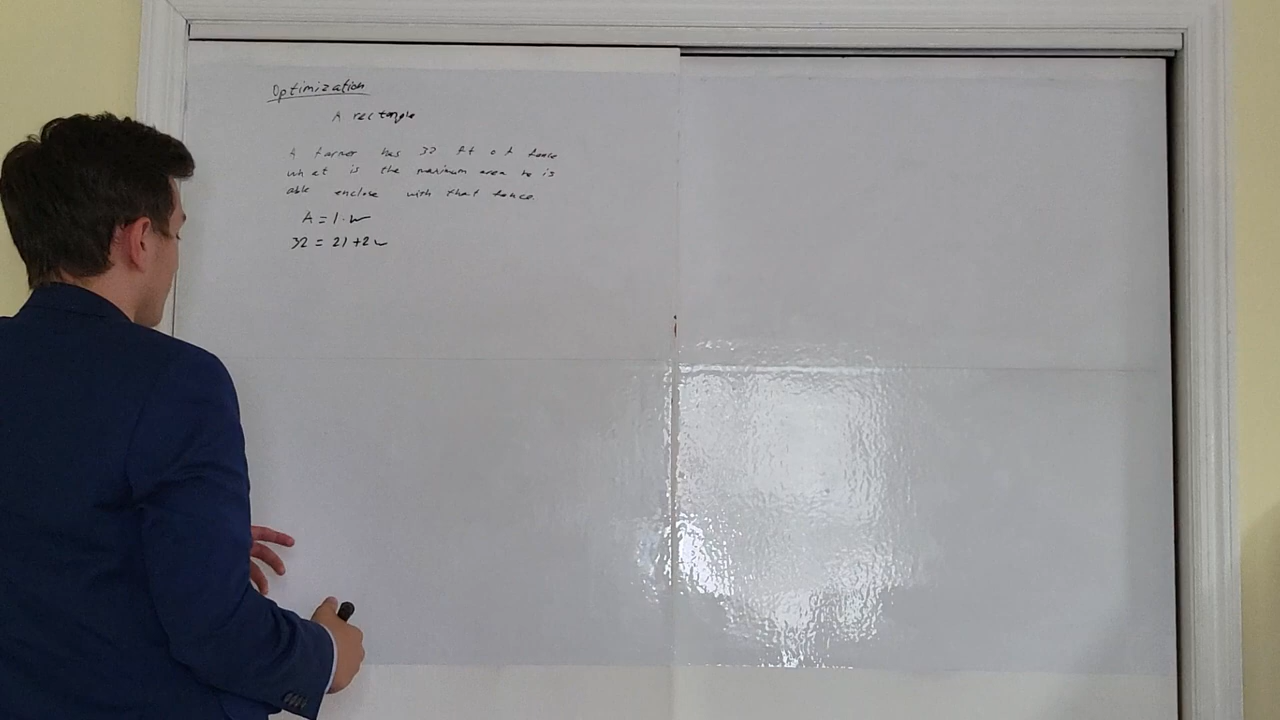 Optimization
A rectangle
A farmer has 32 ft of fence
what is the maximum area he is
able enclose with that fence.
A = l · w
32 = 2l + 2w